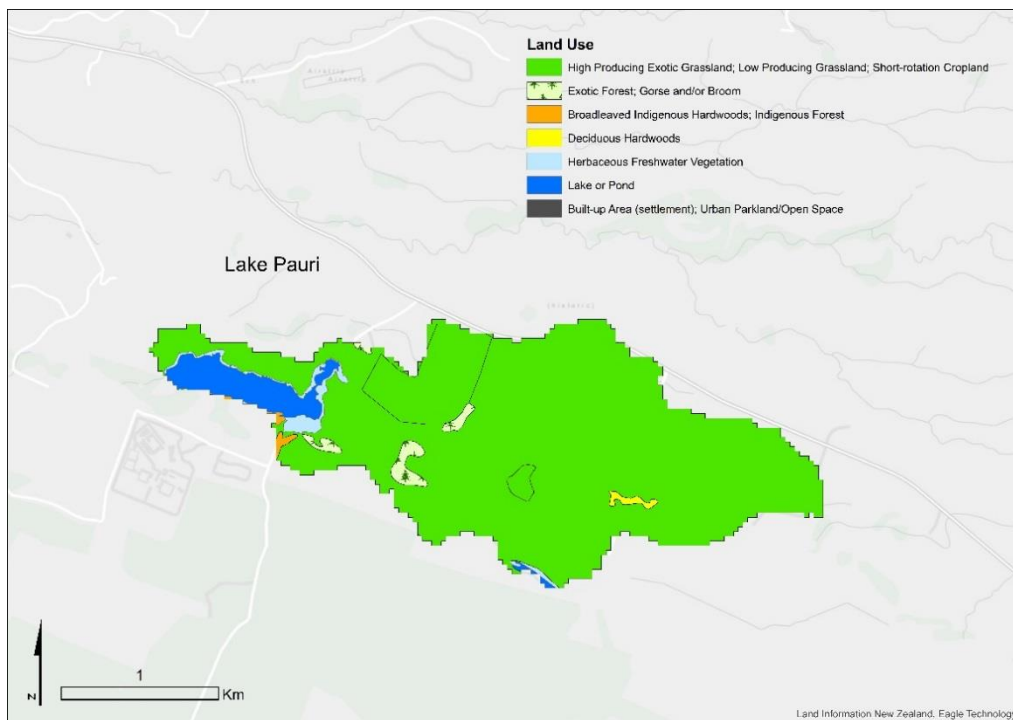 Land Use
High Producing Exotic Grassland; Low Producing Grassland; Short-rotation Cropland
Exotic Forest; Gorse and/or Broom
Broadleaved Indigenous Hardwoods; Indigenous Forest
Deciduous Hardwoods
Herbaceous Freshwater Vegetation
Lake or Pond
Built-up Area (settlement); Urban Parkland/Open Space
Lake Pauri
N
1
Km
Land Information New Zealand, Eagle Technology